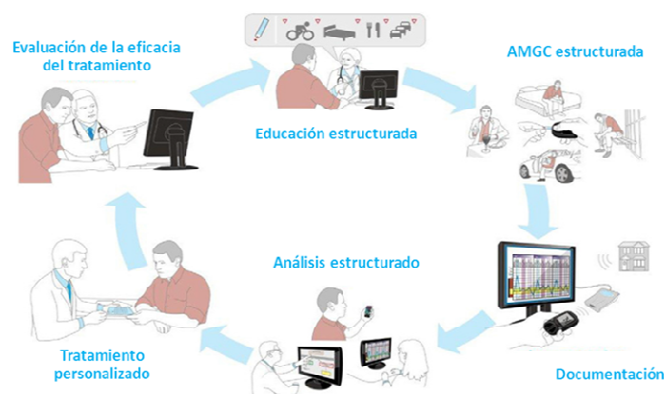 Evaluación de la eficacia
del tratamiento
Educación estructurada
AMGC estructurada
Análisis estructurado
Tratamiento
personalizado
Documentación